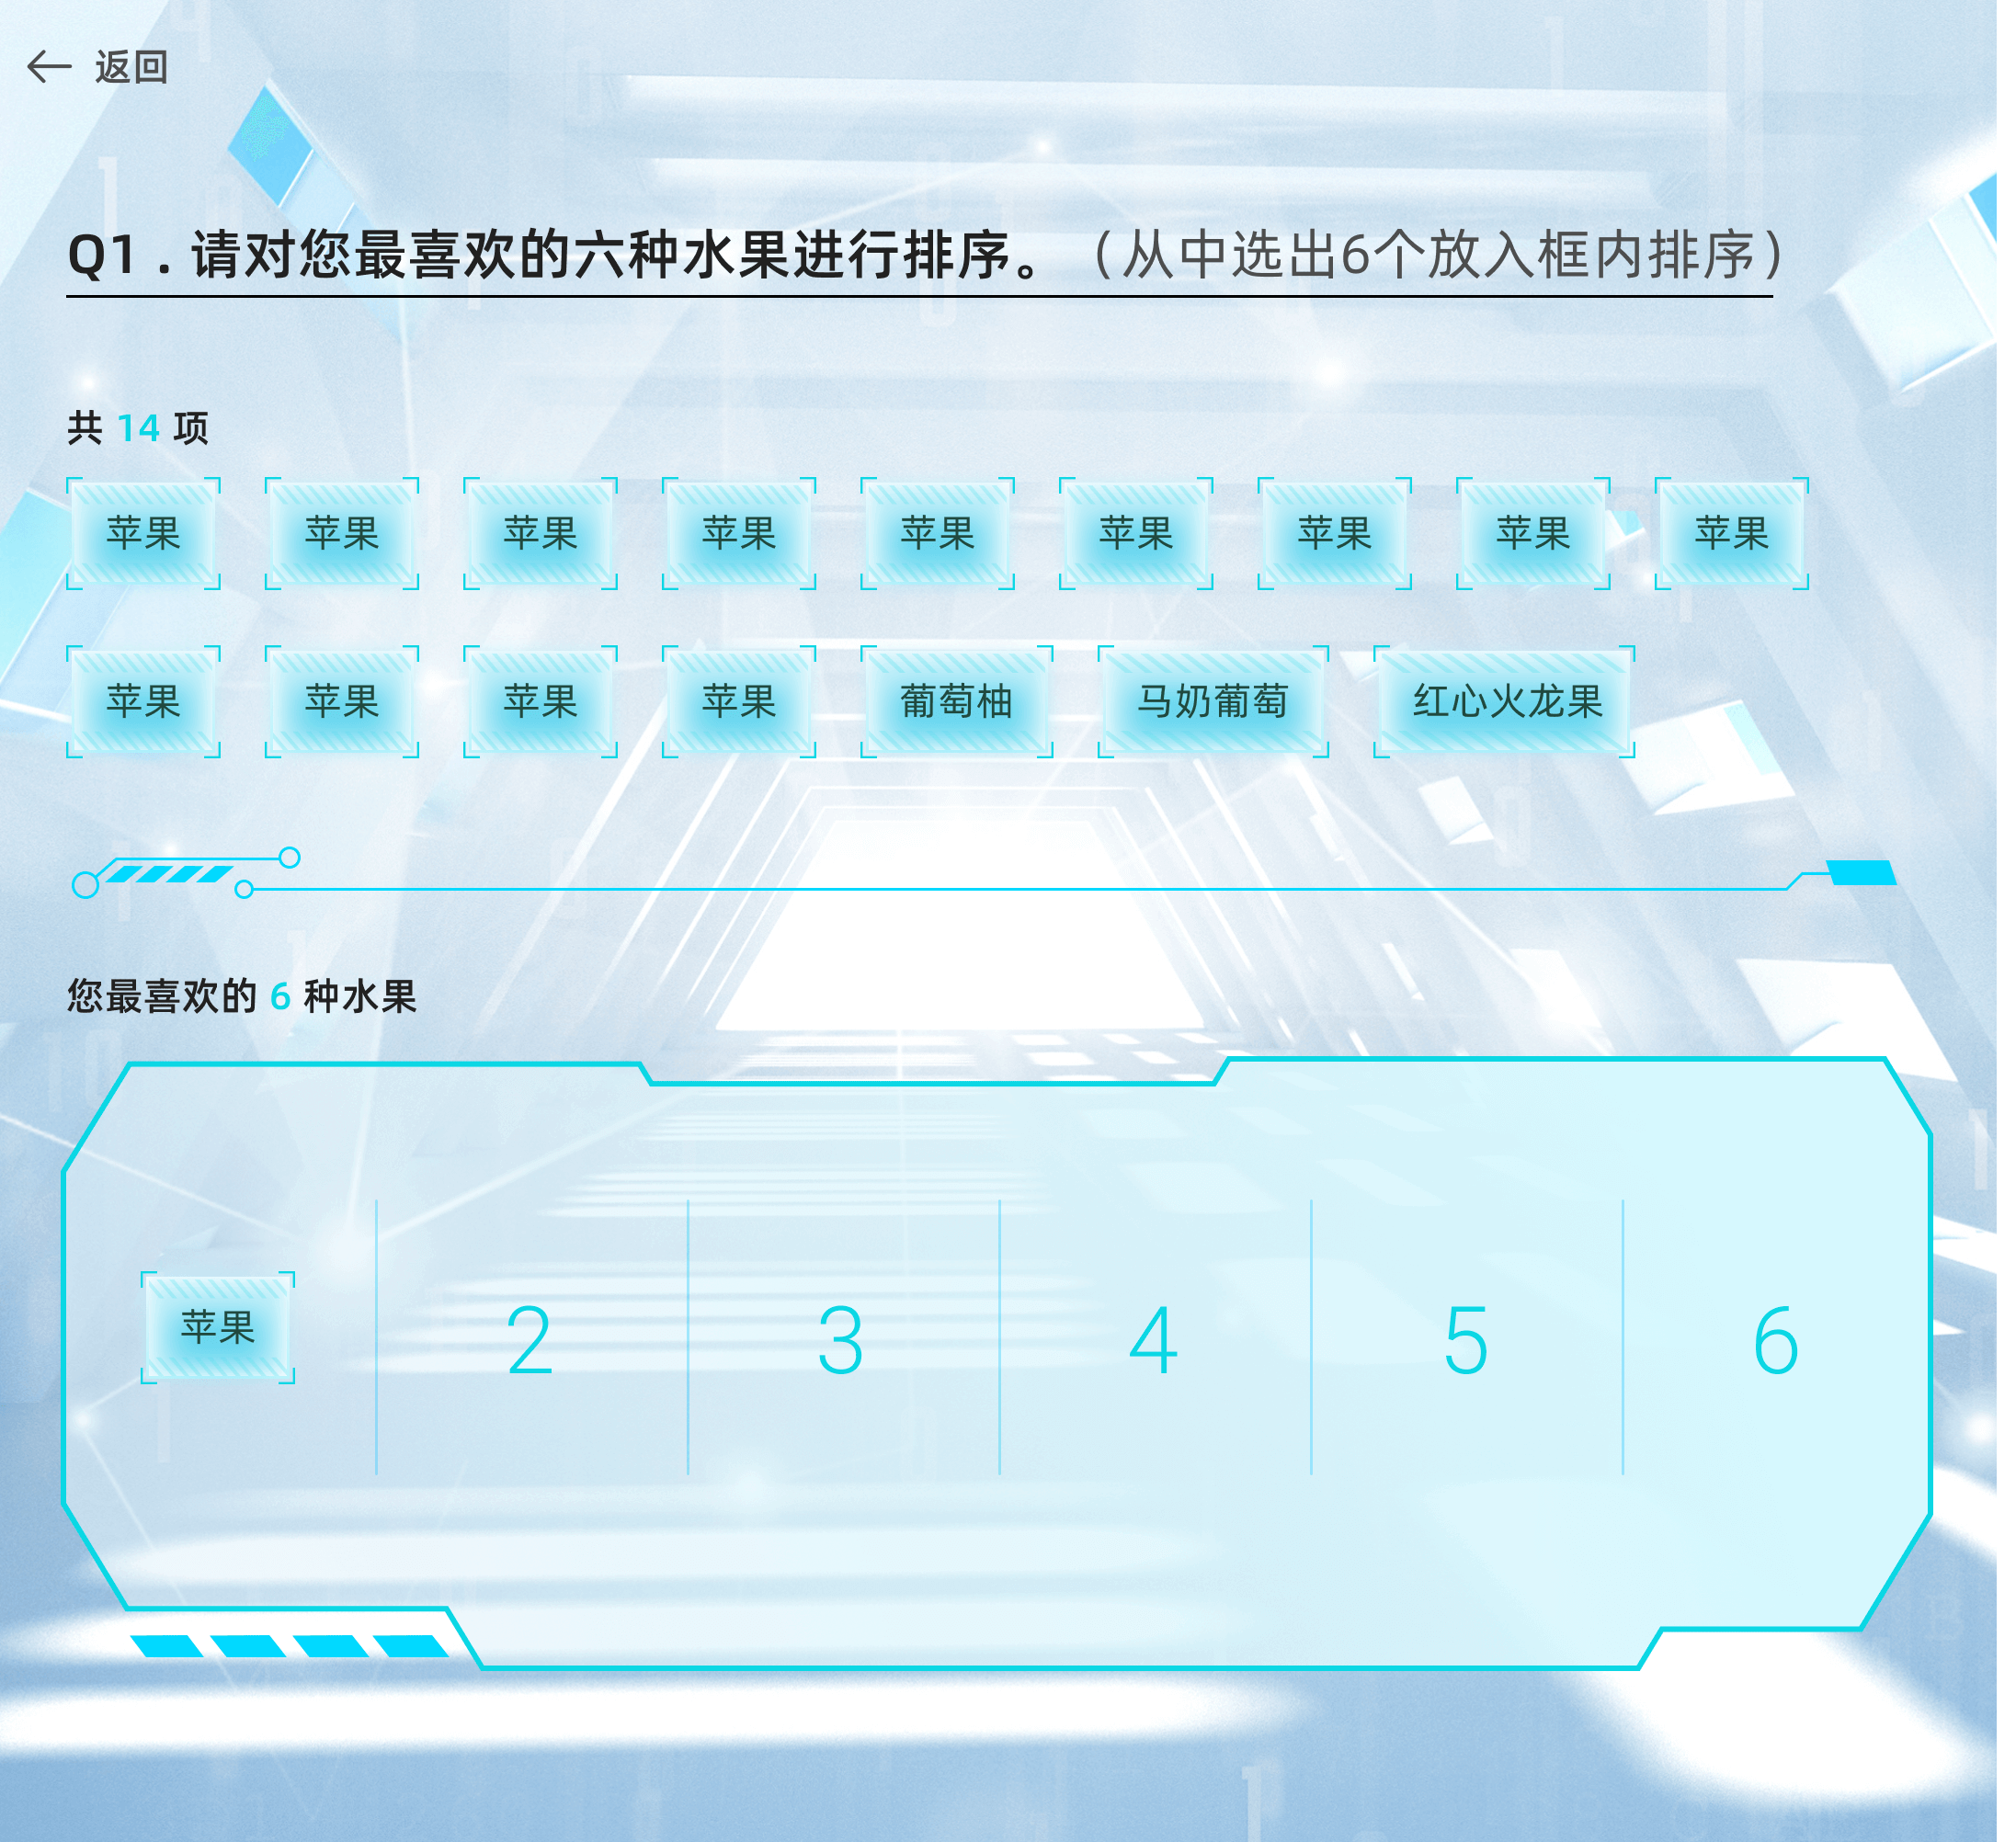 返回
Q1 . 请对您最喜欢的六种水果进行排序。（从中选出6个放入框内排序）
共 14 项
苹果 苹果 苹果 苹果 苹果 苹果 苹果 苹果 苹果
苹果 苹果 苹果 苹果 葡萄柚 马奶葡萄 红心火龙果
您最喜欢的 6 种水果
苹果 2 3 4 5 6